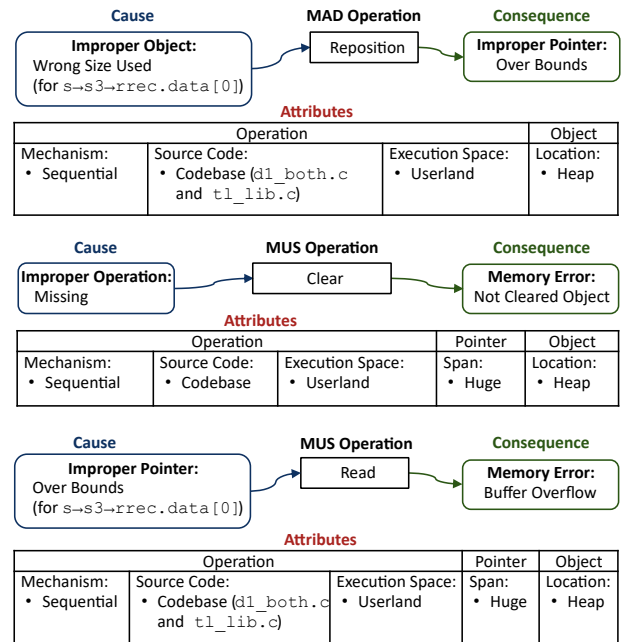 Cause MAD Operation Consequence
Improper Object:
Wrong Size Used
(for s→s3→rrec.data[0])
Reposition
Improper Pointer:
Over Bounds
Attributes
Operation Object
Mechanism: Source Code: Execution Space: Location:
• Sequential • Codebase (d1_both.c • Userland • Heap
and tl_lib.c)
Cause MUS Operation Consequence
Improper Operation:
Missing
Clear
Memory Error:
Not Cleared Object
Attributes
Operation Pointer Object
Mechanism: Source Code: Execution Space: Span: Location:
• Sequential • Codebase • Userland • Huge • Heap
Cause MUS Operation Consequence
Improper Pointer:
Over Bounds
(for s→s3→rrec.data[0])
Read
Memory Error:
Buffer Overflow
Attributes
Operation Pointer Object
Mechanism: Source Code: Execution Space: Span: Location:
• Sequential • Codebase (d1_both.c • Userland • Huge • Heap
and tl_lib.c)